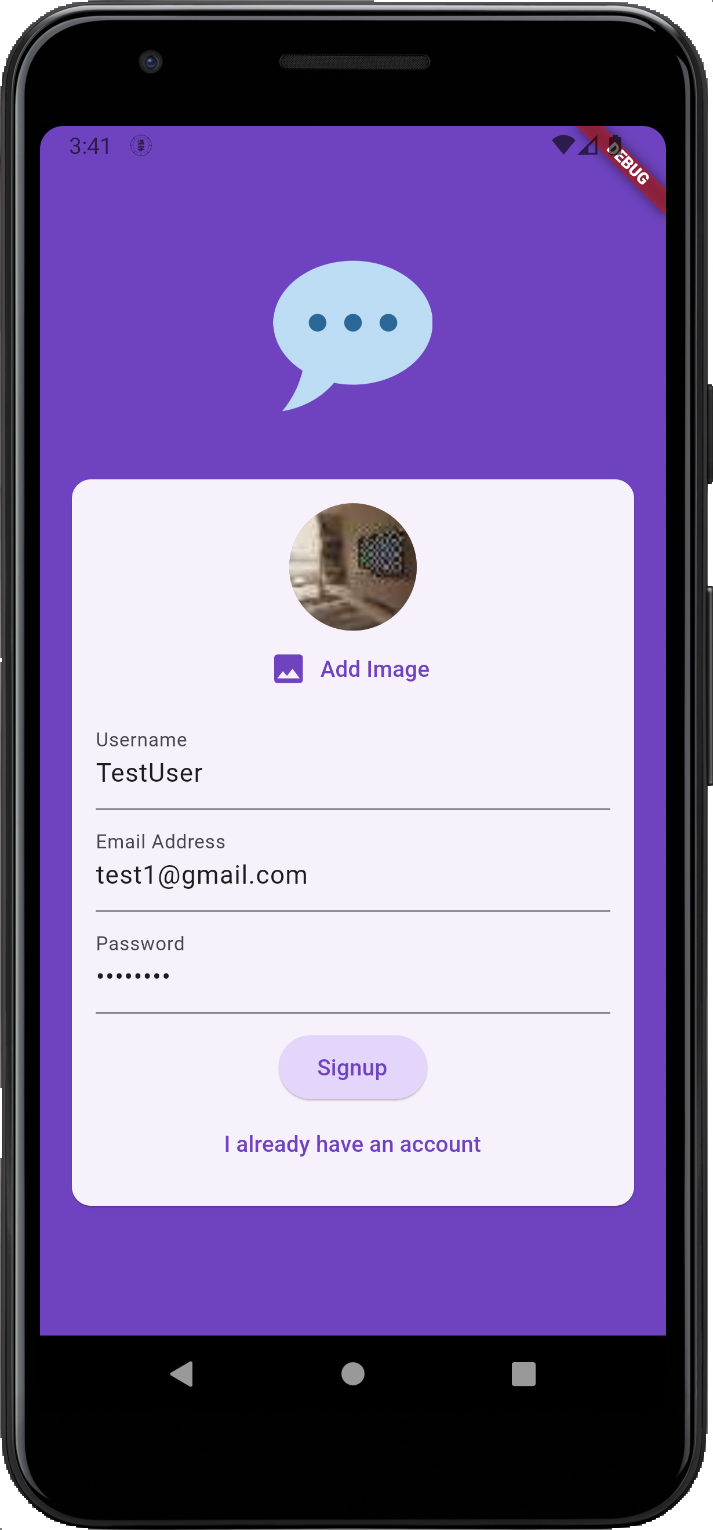 3:41
DEBUG
Add Image
Username
TestUser
Email Address
test1@gmail.com
Password
••••••••
Signup
I already have an account